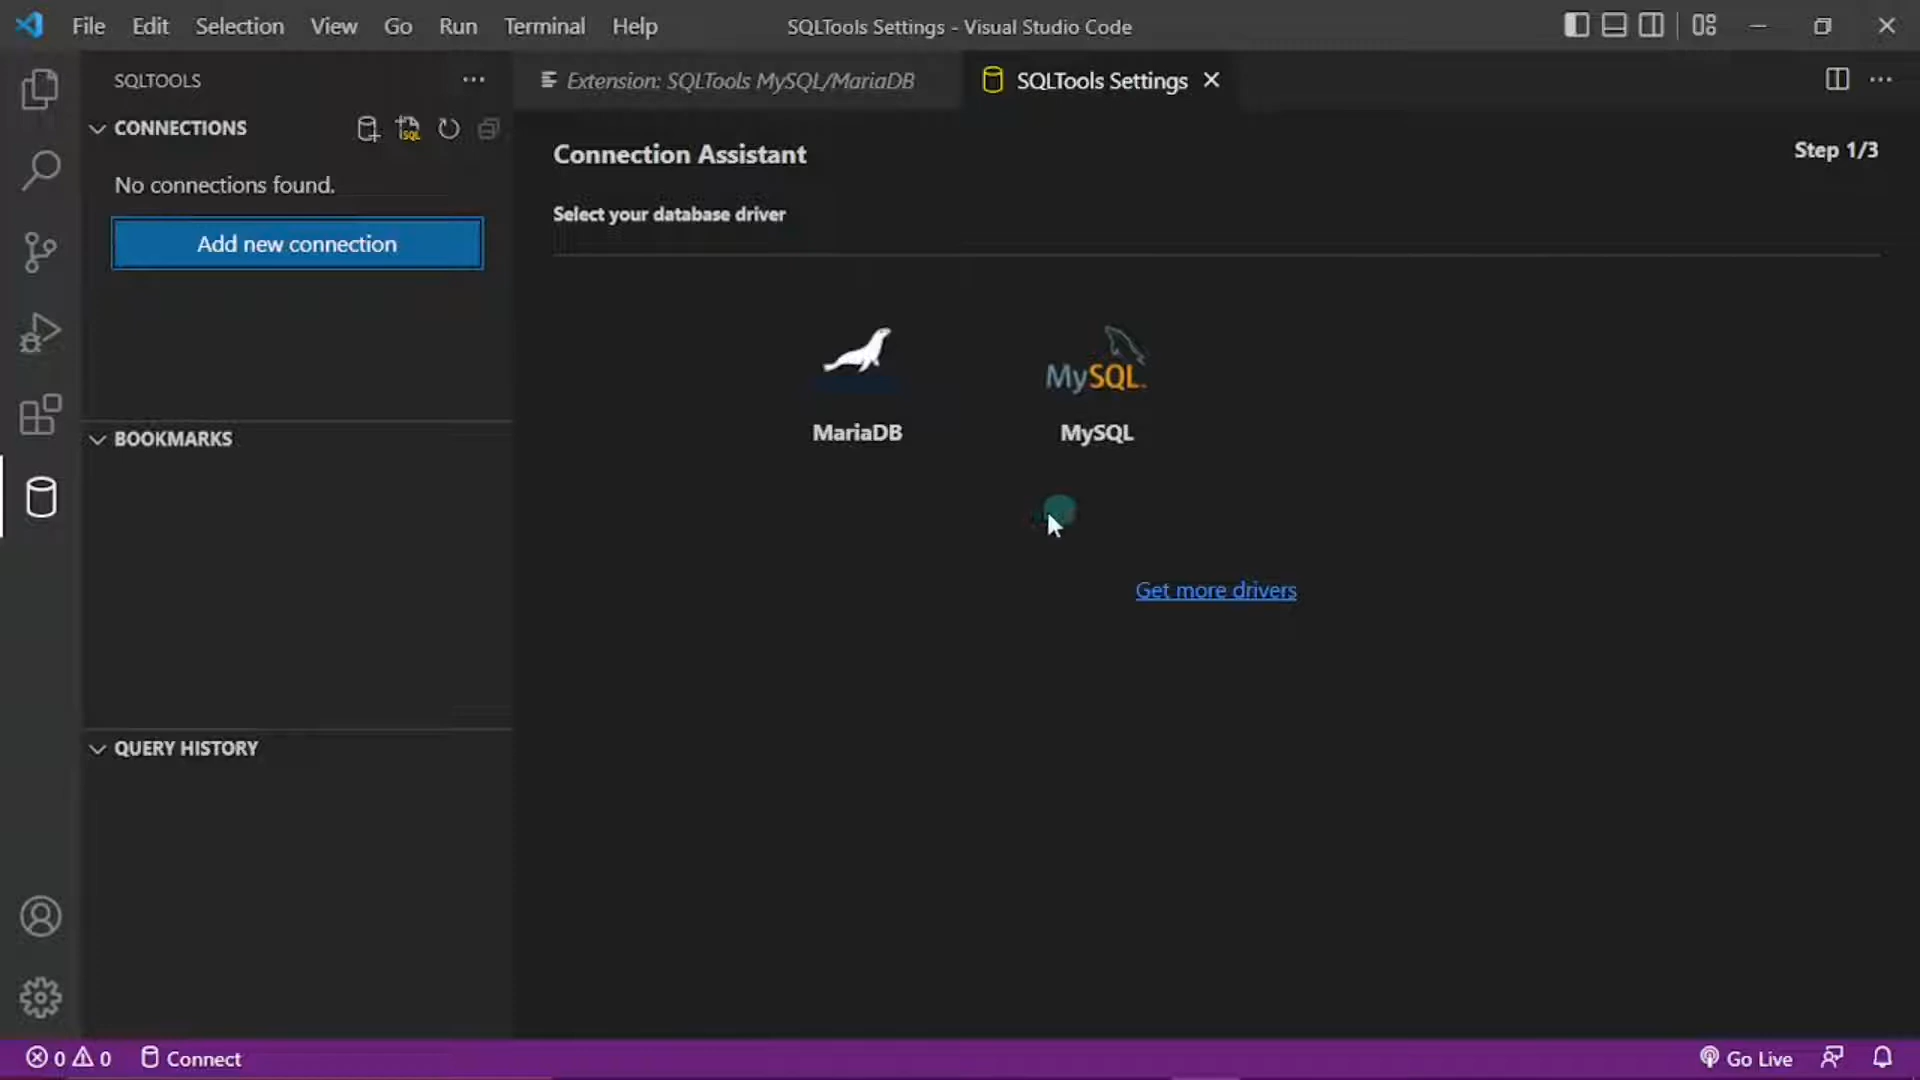 File Edit Selection View Go Run Terminal Help
SQLTools Settings - Visual Studio Code
SQLTOOLS
CONNECTIONS
SQL
No connections found.
Add new connection
BOOKMARKS
QUERY HISTORY
Extension: SQLTools MySQL/MariaDB
SQLTools Settings
Connection Assistant
Step 1/3
Select your database driver
MySQL
MariaDB
MySQL
Get more drivers
0 0 Connect
Go Live